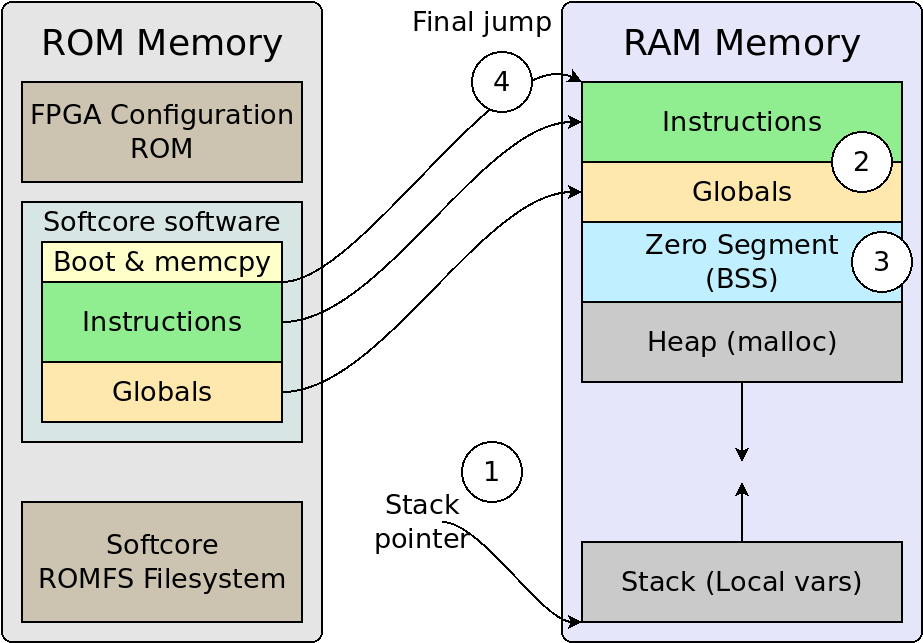 ROM Memory
FPGA Configuration
ROM
Softcore software
Boot & memcpy
Instructions
Globals
Softcore
ROMFS Filesystem
Final jump
4
1
Stack
pointer
RAM Memory
Instructions
2
Globals
Zero Segment
(BSS)
3
Heap (malloc)
Stack (Local vars)